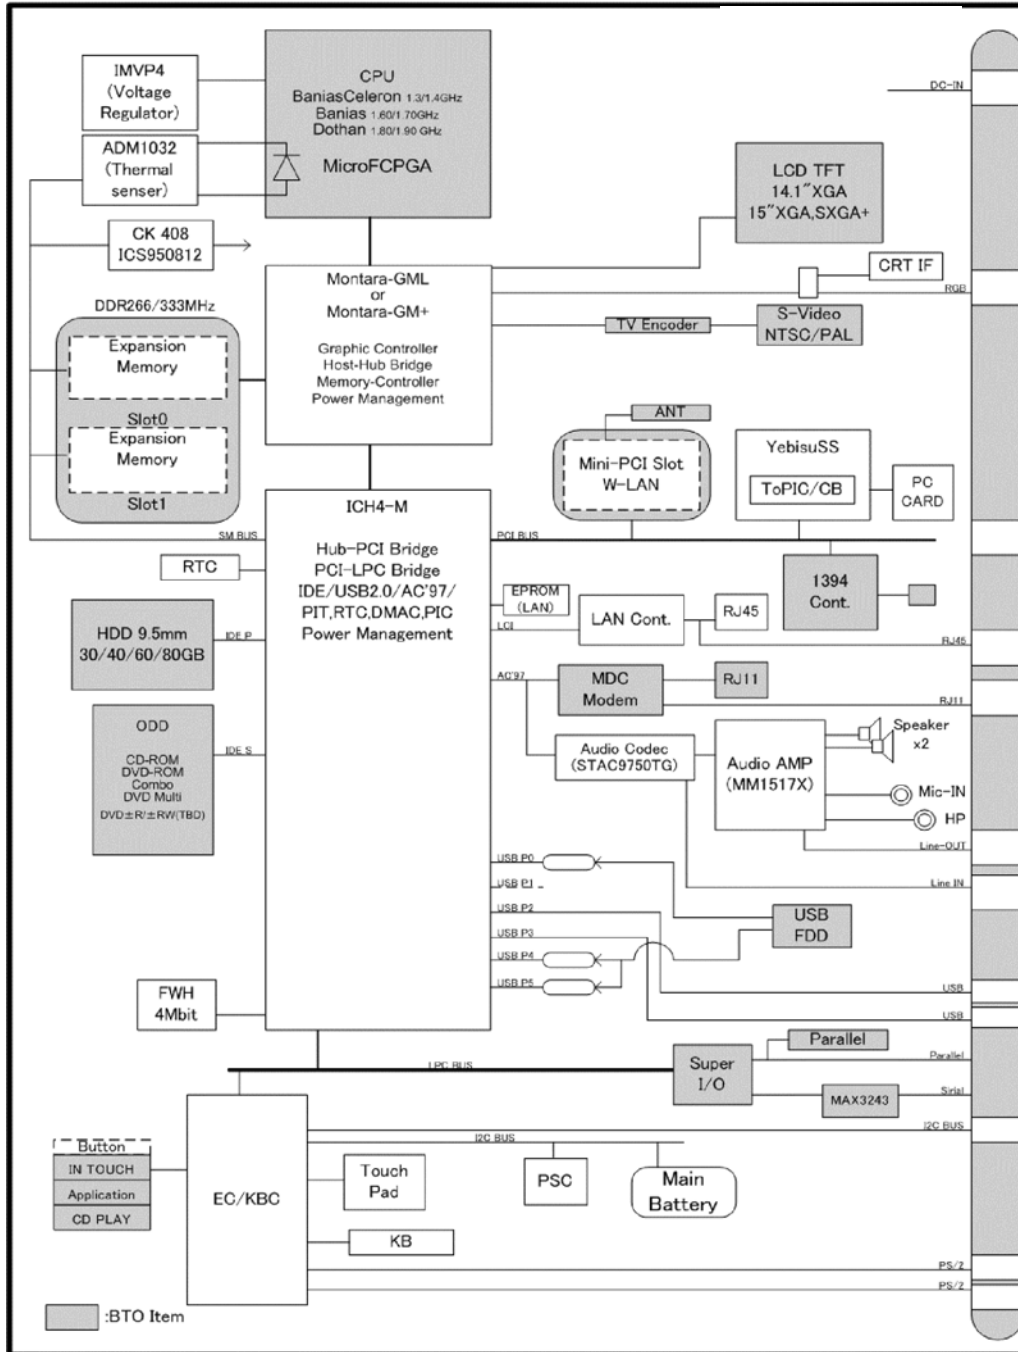 IMVP4
(Voltage
Regulator)
CPU
BaniasCeleron 1.3/1.4GHz
Banias 1.60/1.70GHz
Dothan 1.80/1.90 GHz
MicroFCPGA
DC-IN
ADM1032
(Thermal
senser)
LCD TFT
14.1"XGA
15"XGA,SXGA+
CK 408
ICS950812
CRT IF
RGB
Montara-GML
or
Montara-GM+
Graphic Controller
Host-Hub Bridge
Memory-Controller
Power Management
DDR266/333MHz
TV Encoder
S-Video
NTSC/PAL
Expansion
Memory
Slot0
Expansion
Memory
Slot1
ANT
Mini-PCI Slot
W-LAN
YebisuSS
ToPIC/CB
PC
CARD
ICH4-M
Hub-PCI Bridge
PCI-LPC Bridge
IDE/USB2.0/AC'97/
PIT,RTC,DMAC,PIC
Power Management
SM BUS
PCI BUS
RTC
1394
Cont.
EPROM
(LAN)
LCI
LAN Cont.
RJ45
RJ45
HDD 9.5mm
30/40/60/80GB
IDE P
AC'97
MDC
Modem
RJ11
RJ11
ODD
CD-ROM
DVD-ROM
Combo
DVD Multi
DVD±R/±RW(TBD)
IDE S
Audio Codec
(STAC9750TG)
Audio AMP
(MM1517X)
Speaker
x2
Mic-IN
HP
Line-OUT
Line IN
USB P0
USB P1
USB P2
USB P3
USB P4
USB P5
USB
FDD
USB
USB
FWH
4Mbit
LPC BUS
Super
I/O
Parallel
Parallel
MAX3243
Sirial
I2C BUS
I2C BUS
Button
IN TOUCH
Application
CD PLAY
EC/KBC
Touch
Pad
PSC
Main
Battery
KB
PS/2
PS/2
:BTO Item